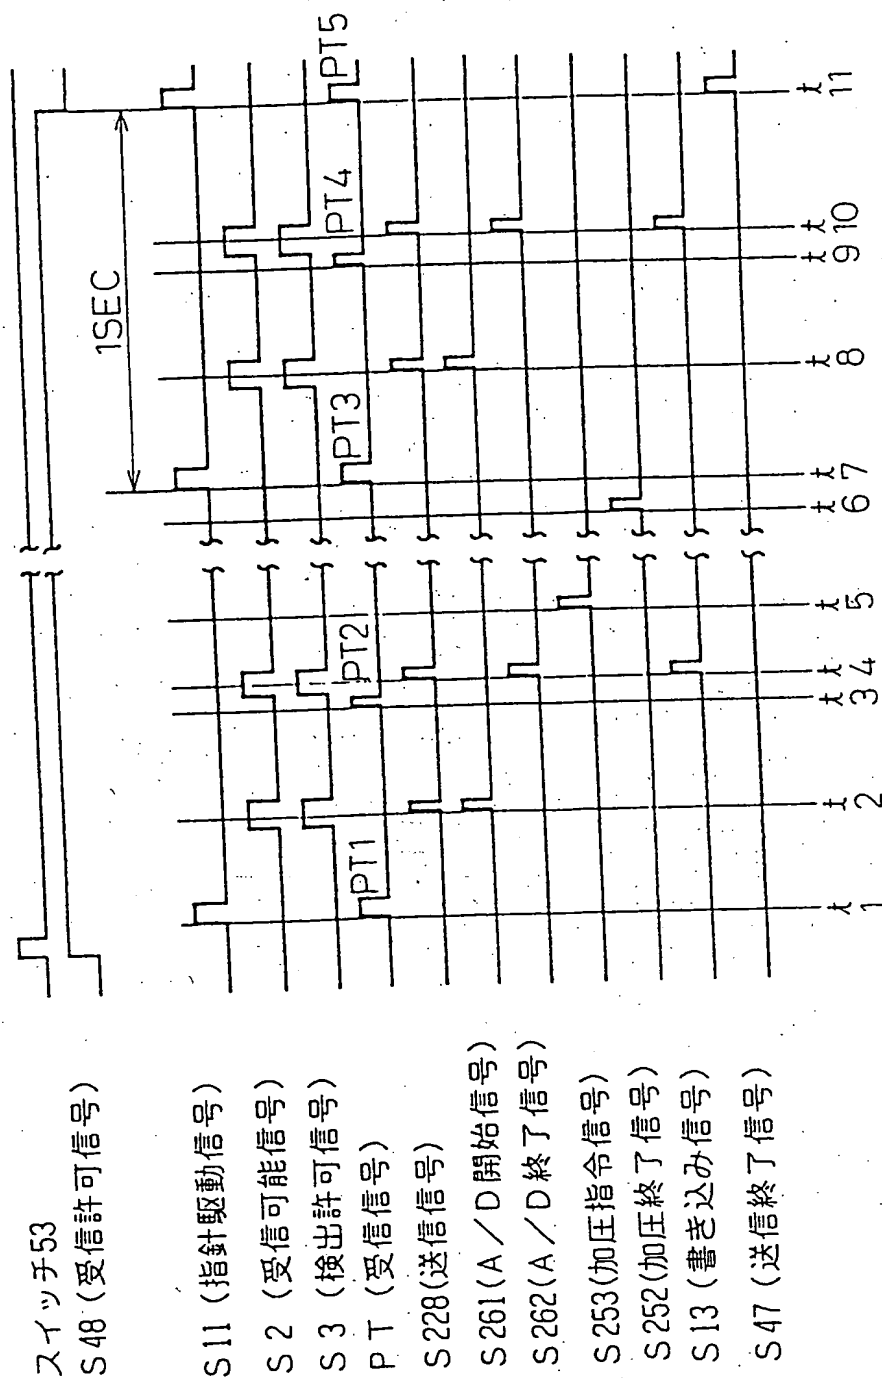 スイッチ53
S48(受信許可信号)
S11(指針駆動信号)
S2(受信可能信号)
S3(検出許可信号)
PT(受信信号)
S228(送信信号)
S261(A/D開始信号)
S262(A/D終了信号)
S253(加圧指令信号)
S252(加圧終了信号)
S13(書き込み信号)
S47(送信終了信号)
1SEC
PT1
PT2
PT3
PT4
PT5
t1
t2
t3
t4
t5
t6
t7
t8
t9
t10
t11